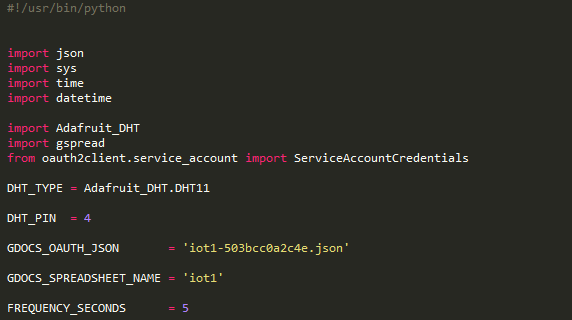 #!/usr/bin/python
import json
import sys
import time
import datetime
import Adafruit_DHT
import gspread
from oauth2client.service_account import ServiceAccountCredentials
DHT_TYPE = Adafruit_DHT.DHT11
DHT_PIN  = 4
GDOCS_OAUTH_JSON       = 'iot1-503bcc0a2c4e.json'
GDOCS_SPREADSHEET_NAME = 'iot1'
FREQUENCY_SECONDS      = 5